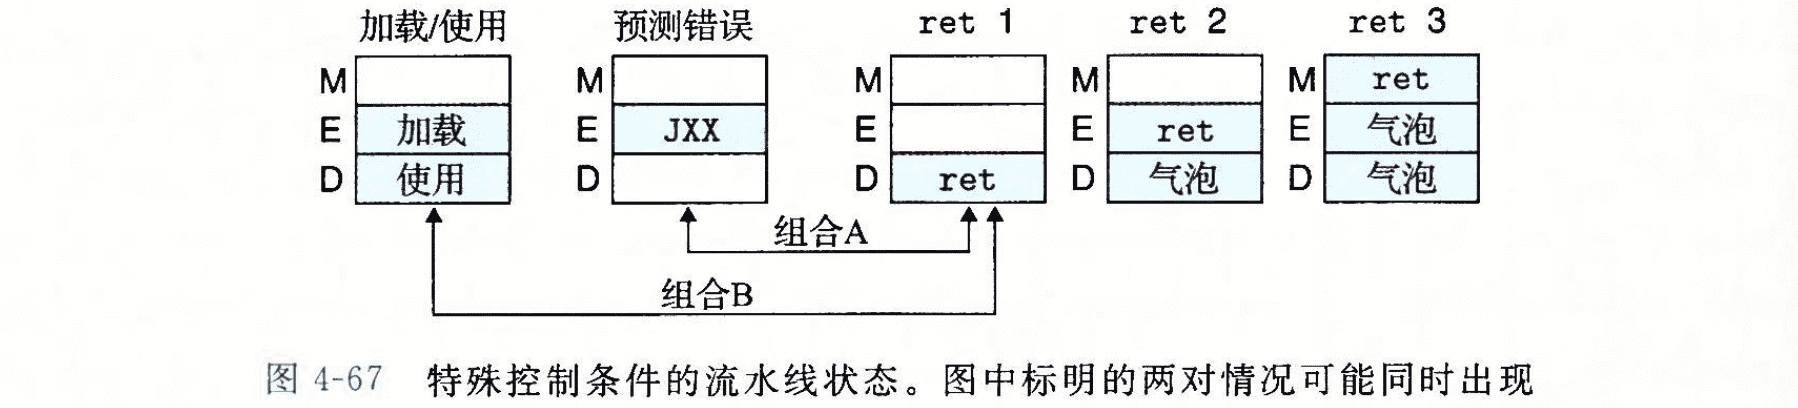 加载/使用 预测错误 ret 1 ret 2 ret 3
M M M M M ret
E 加载 E JXX E E ret E 气泡
D 使用 D D ret D 气泡 D 气泡
组合A
组合B
图 4-67 特殊控制条件的流水线状态。图中标明的两对情况可能同时出现